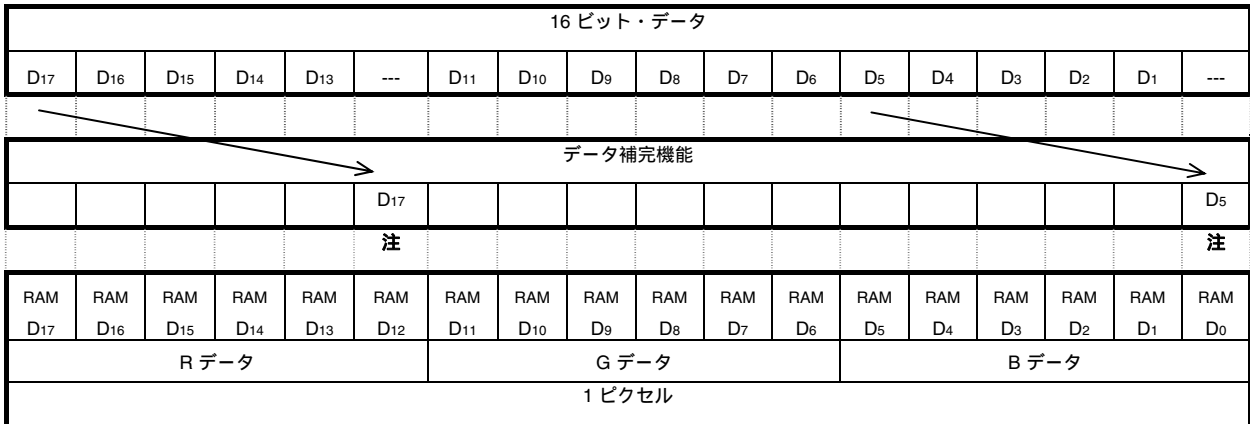 16 ビット・データ
D17 D16 D15 D14 D13 --- D11 D10 D9 D8 D7 D6 D5 D4 D3 D2 D1 ---
データ補完機能
D17 D5
注 注
RAM RAM RAM RAM RAM RAM RAM RAM RAM RAM RAM RAM RAM RAM RAM RAM RAM RAM
D17 D16 D15 D14 D13 D12 D11 D10 D9 D8 D7 D6 D5 D4 D3 D2 D1 D0
R データ G データ B データ
1 ピクセル